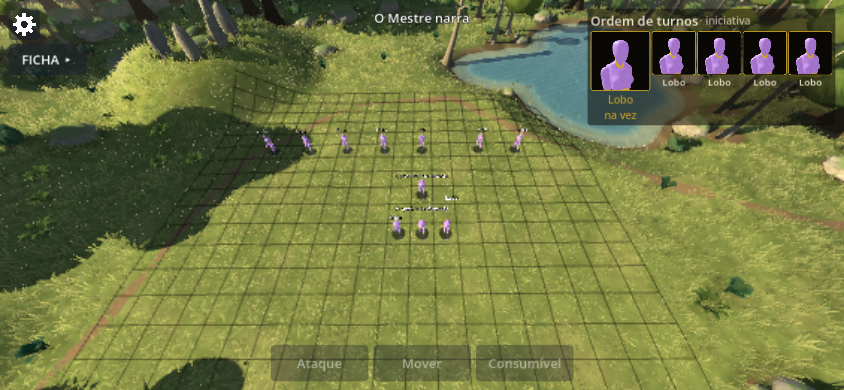 O Mestre narra
Ordem de turnos iniciativa
FICHA
Lobo
Lobo
Lobo
Lobo
Lobo
na vez
Ataque
Mover
Consumível